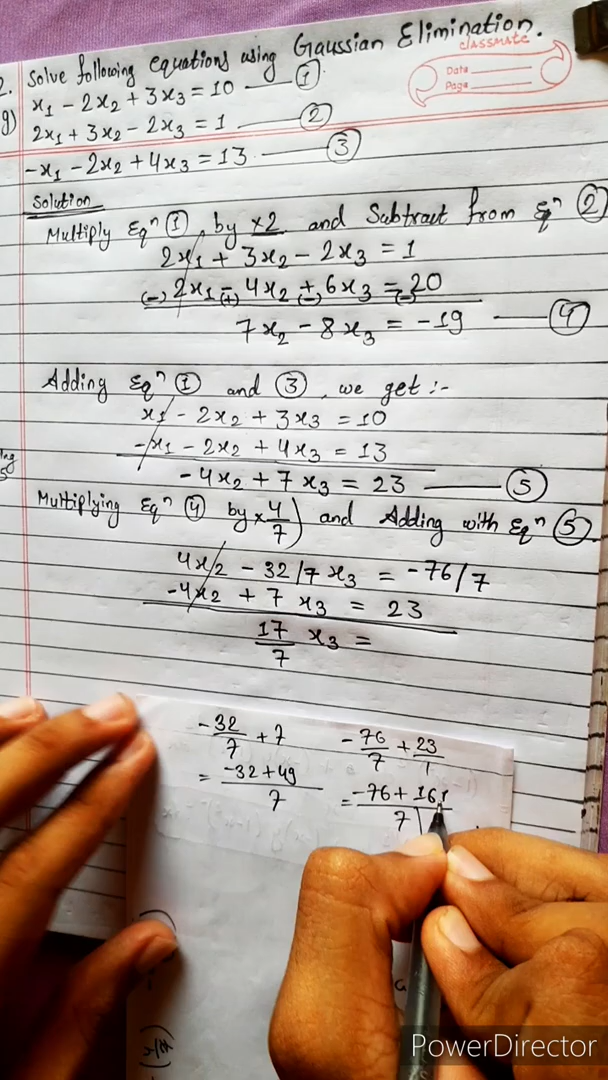 2. Solve following equations using Gaussian Elimination.
classmate
Date
Page
g) x₁ - 2x₂ + 3x₃ = 10 — ①
2x₁ + 3x₂ - 2x₃ = 1 — ②
-x₁ - 2x₂ + 4x₃ = 13 — ③
Solution
Multiply Eqⁿ ① by ×2 and Subtract from Eqⁿ ②
2x₁ + 3x₂ - 2x₃ = 1
(-) 2x₁ (+)- 4x₂ (-)+ 6x₃ = (-)20
7x₂ - 8x₃ = -19 — ④
Adding Eqⁿ ① and ③, we get :-
x₁ - 2x₂ + 3x₃ = 10
-x₁ - 2x₂ + 4x₃ = 13
-4x₂ + 7x₃ = 23 — ⑤
Multiplying Eqⁿ ④ by × 4/7) and Adding with Eqⁿ ⑤
4x₂ - 32/7 x₃ = -76/7
-4x₂ + 7 x₃ = 23
17/7 x₃ =
-32/7 + 7
-76/7 + 23/1
= -32+49/7
= -76+161/7
PowerDirector